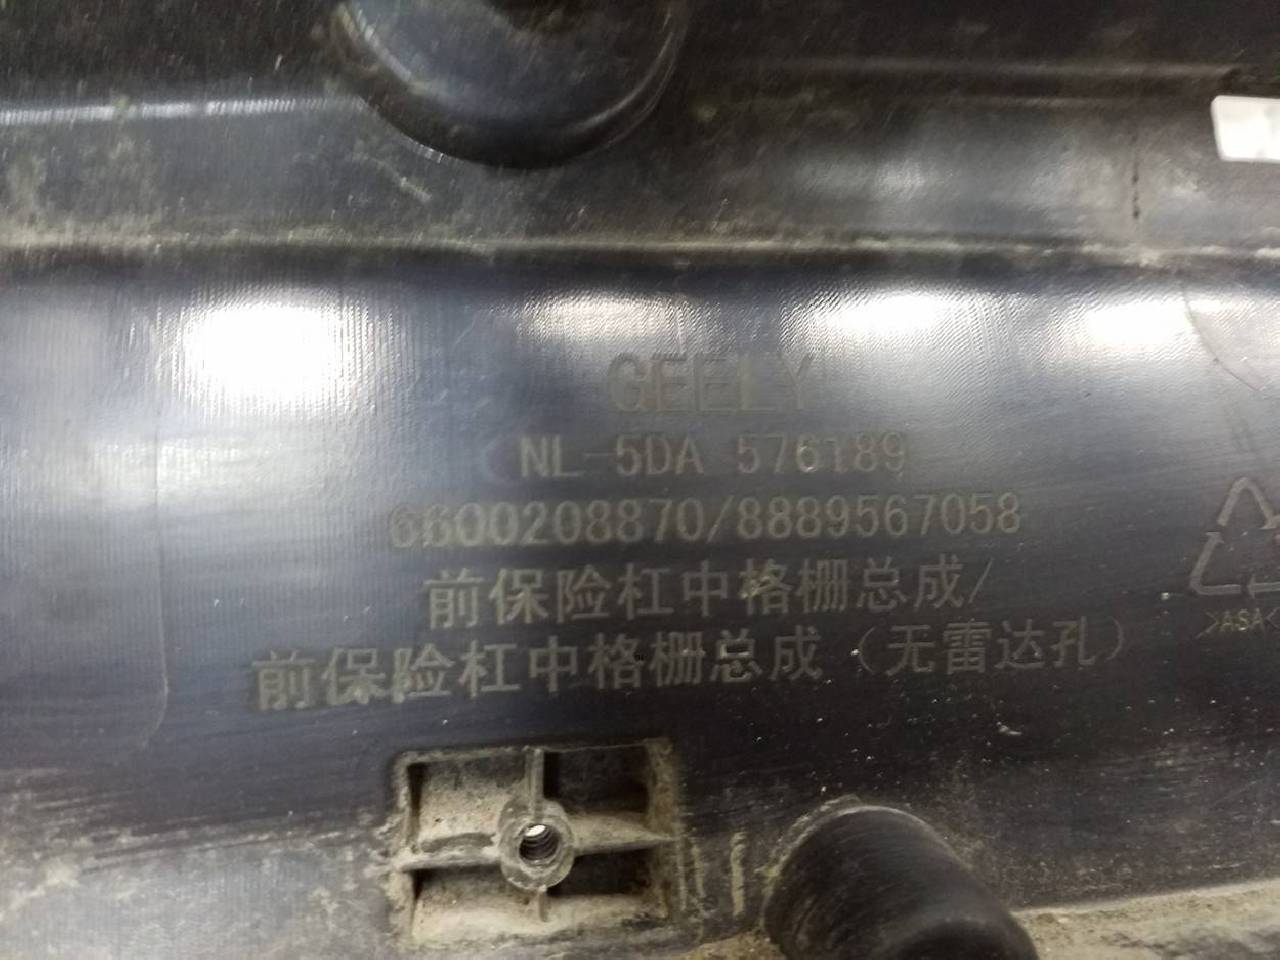 GEELY
NL-5DA 576189
6600208870/8889567058
前保险杠中格栅总成/
前保险杠中格栅总成（无雷达孔）
>ASA<